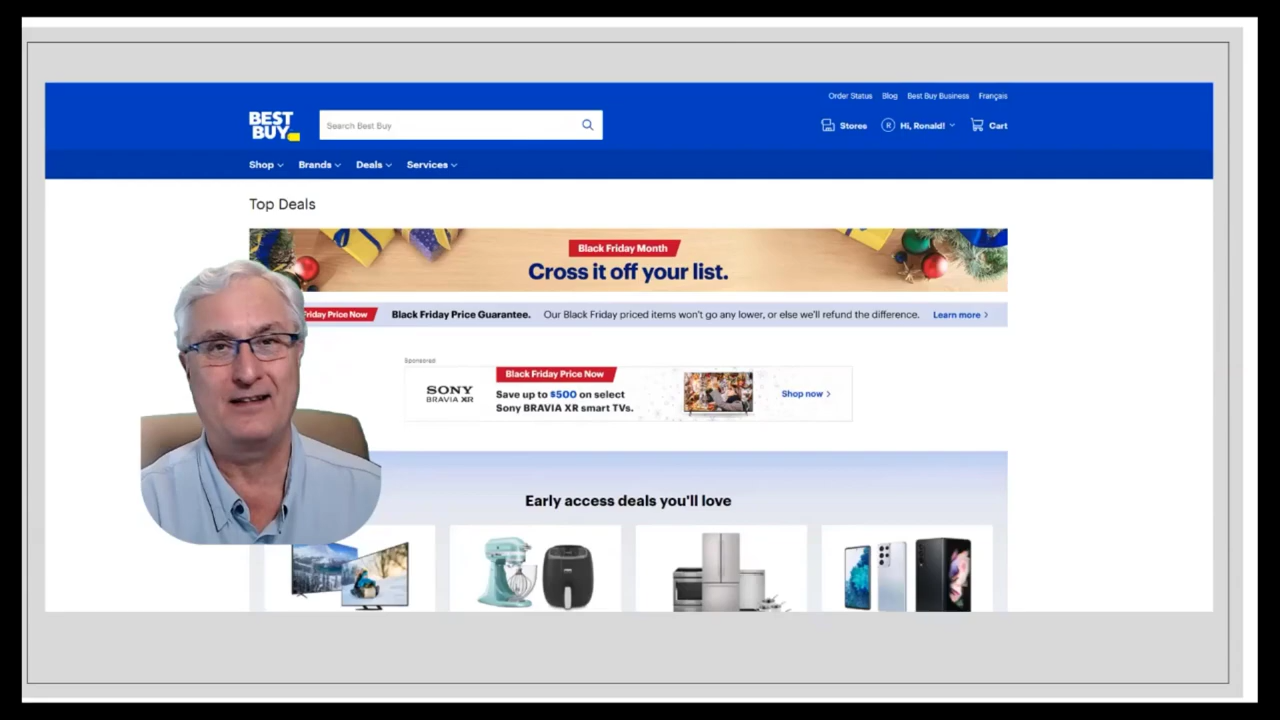 Order Status Blog Best Buy Business Français
BEST BUY
Search Best Buy
Stores
R
Hi, Ronald!
Cart
Shop Brands Deals Services
Top Deals
Black Friday Month
Cross it off your list.
riday Price Now Black Friday Price Guarantee. Our Black Friday priced items won't go any lower, or else we'll refund the difference. Learn more
Sponsored
Black Friday Price Now
SONY
BRAVIA XR
Save up to $500 on select
Sony BRAVIA XR smart TVs.
Shop now
Early access deals you'll love